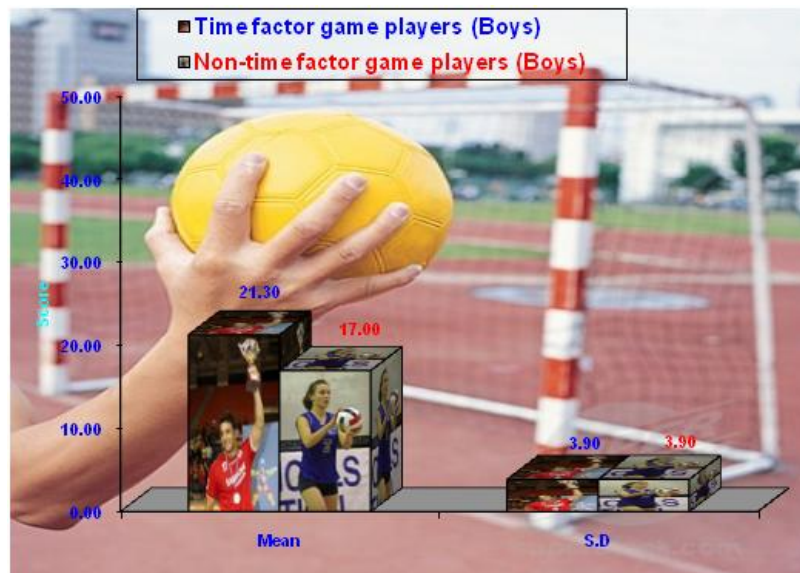 Time factor game players (Boys)
Non-time factor game players (Boys)
50.00
40.00
30.00
20.00
10.00
0.00
Score
21.30
17.00
3.90
3.90
Mean
S.D